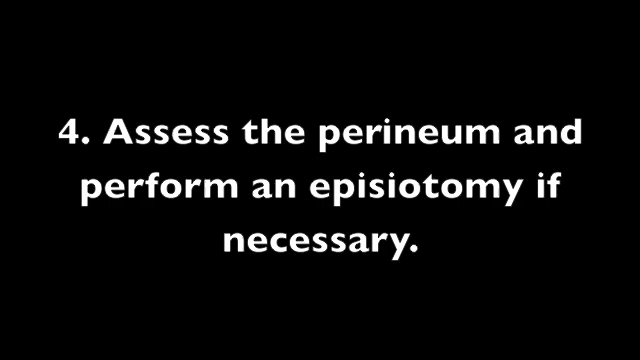 4. Assess the perineum and
perform an episiotomy if
necessary.